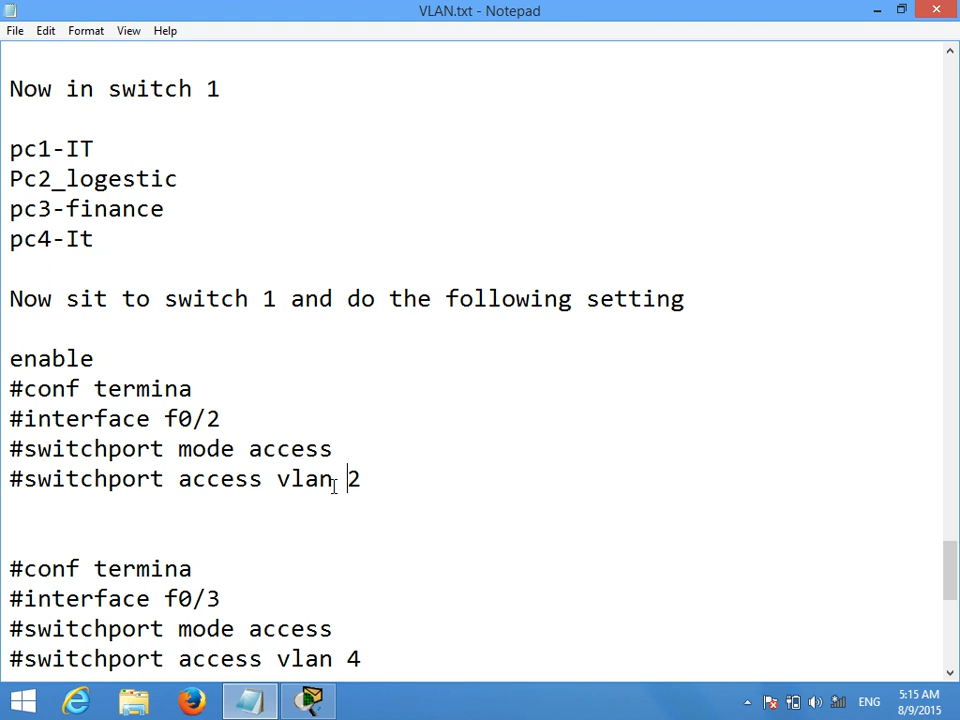 VLAN.txt - Notepad
File Edit Format View Help
Now in switch 1
pc1-IT
Pc2_logestic
pc3-finance
pc4-It
Now sit to switch 1 and do the following setting
enable
#conf termina
#interface f0/2
#switchport mode access
#switchport access vlan 2
#conf termina
#interface f0/3
#switchport mode access
#switchport access vlan 4
ENG
5:15 AM
8/9/2015